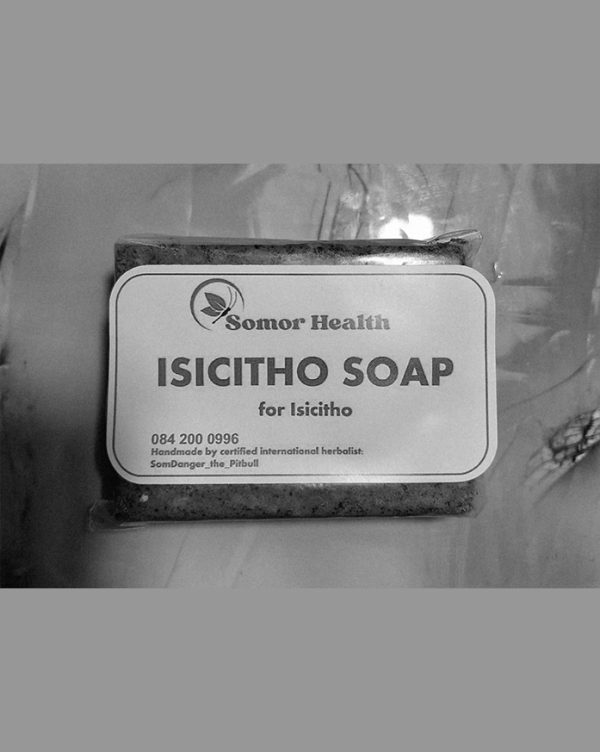 Somor Health
ISICITHO SOAP
for Isicitho
084 200 0996
Handmade by certified international herbalist:
SomDanger_the_Pitbull